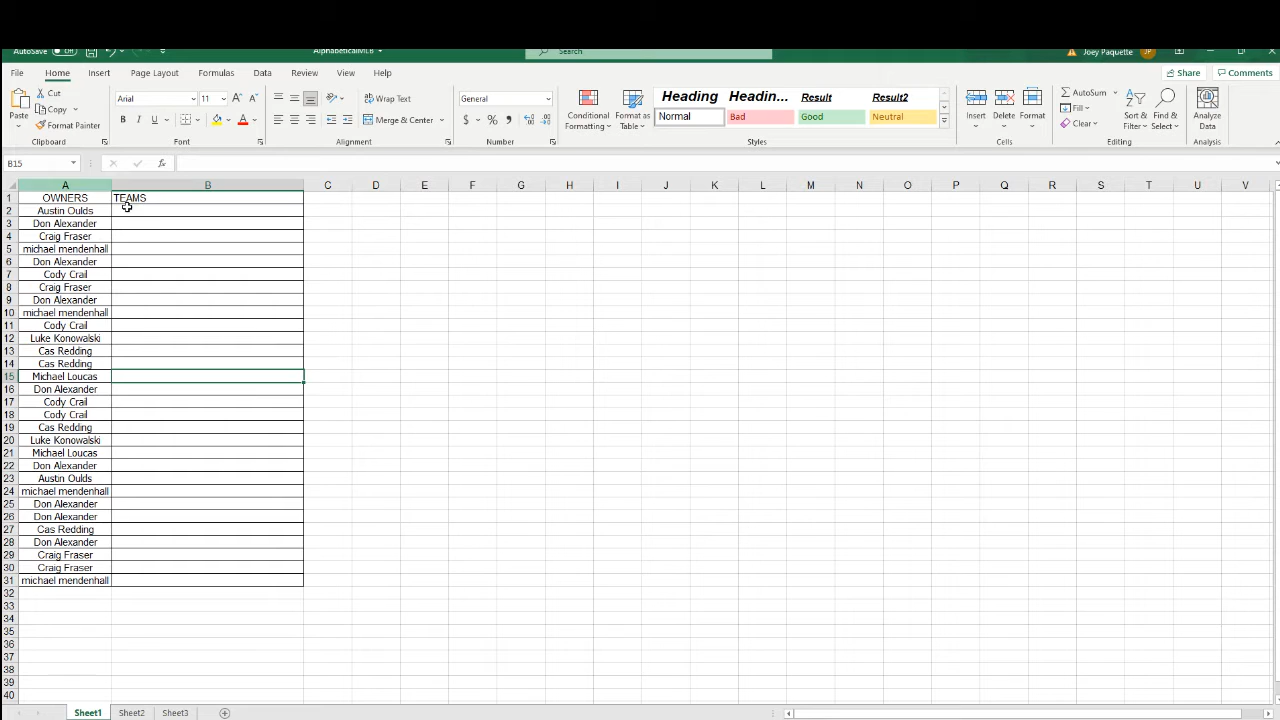 AutoSave Off AlphabeticalMLB Search Joey Paquette JP
File Home Insert Page Layout Formulas Data Review View Help Share Comments
Paste Cut Copy Format Painter Clipboard
Arial 11 B I U A Font
Wrap Text Merge & Center Alignment
General $ % Number
Conditional Formatting Format as Table
Heading Headin... Result Result2
Normal Bad Good Neutral
Styles
Insert Delete Format Cells
AutoSum Fill Clear Sort & Filter Find & Select Editing
Analyze Data Analysis
B15 fx
A B C D E F G H I J K L M N O P Q R S T U V
1 OWNERS TEAMS
2 Austin Oulds
3 Don Alexander
4 Craig Fraser
5 michael mendenhall
6 Don Alexander
7 Cody Crail
8 Craig Fraser
9 Don Alexander
10 michael mendenhall
11 Cody Crail
12 Luke Konowalski
13 Cas Redding
14 Cas Redding
15 Michael Loucas
16 Don Alexander
17 Cody Crail
18 Cody Crail
19 Cas Redding
20 Luke Konowalski
21 Michael Loucas
22 Don Alexander
23 Austin Oulds
24 michael mendenhall
25 Don Alexander
26 Don Alexander
27 Cas Redding
28 Don Alexander
29 Craig Fraser
30 Craig Fraser
31 michael mendenhall
32
33
34
35
36
37
38
39
40
Sheet1 Sheet2 Sheet3